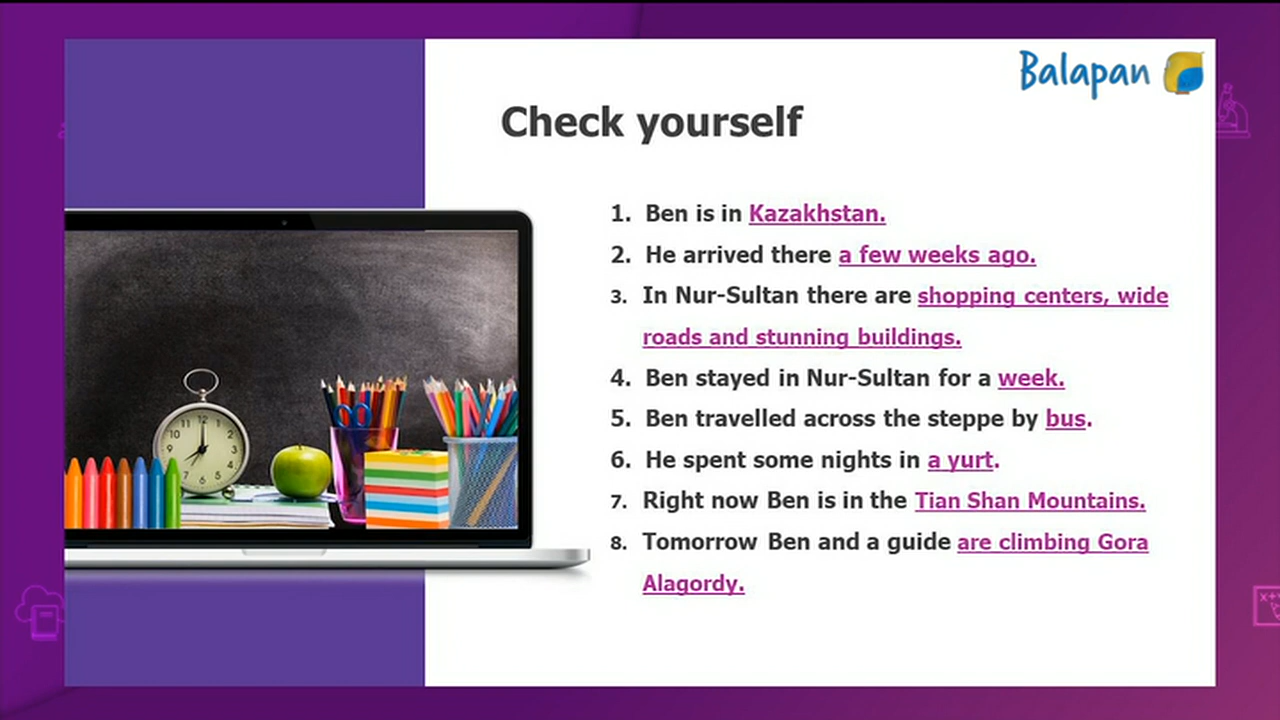 Balapan
Check yourself
1. Ben is in Kazakhstan.
2. He arrived there a few weeks ago.
3. In Nur-Sultan there are shopping centers, wide
roads and stunning buildings.
4. Ben stayed in Nur-Sultan for a week.
5. Ben travelled across the steppe by bus.
6. He spent some nights in a yurt.
7. Right now Ben is in the Tian Shan Mountains.
8. Tomorrow Ben and a guide are climbing Gora
Alagordy.